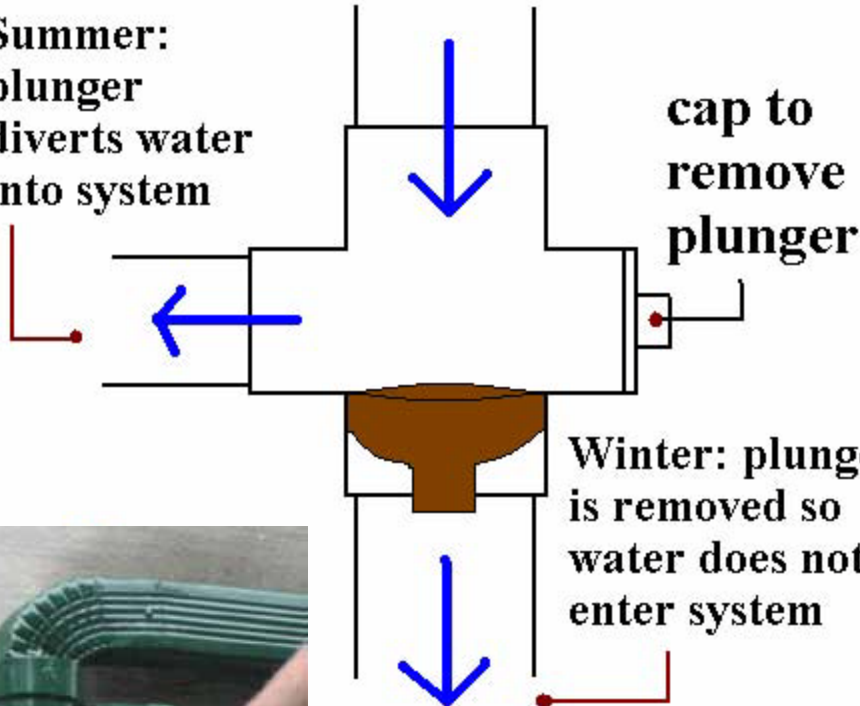 Summer:
plunger
diverts water
into system
cap to
remove
plunger
Winter: plunge
is removed so
water does not
enter system